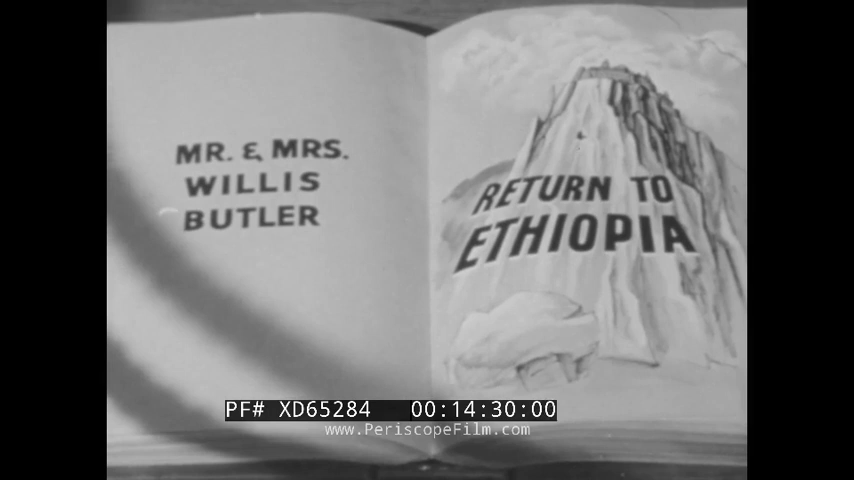 MR. & MRS.
WILLIS
BUTLER
RETURN TO
ETHIOPIA
PF# XD65284 00:14:30:00
www.PeriscopeFilm.com